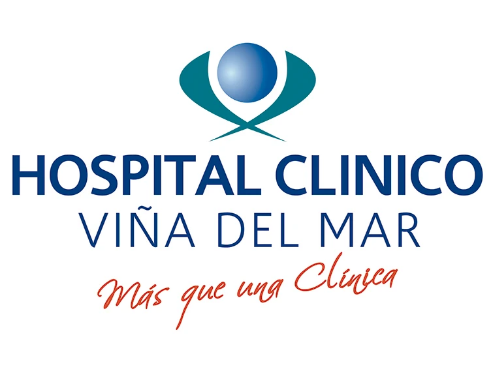 HOSPITAL CLINICO
VIÑA DEL MAR
Más que una Clínica